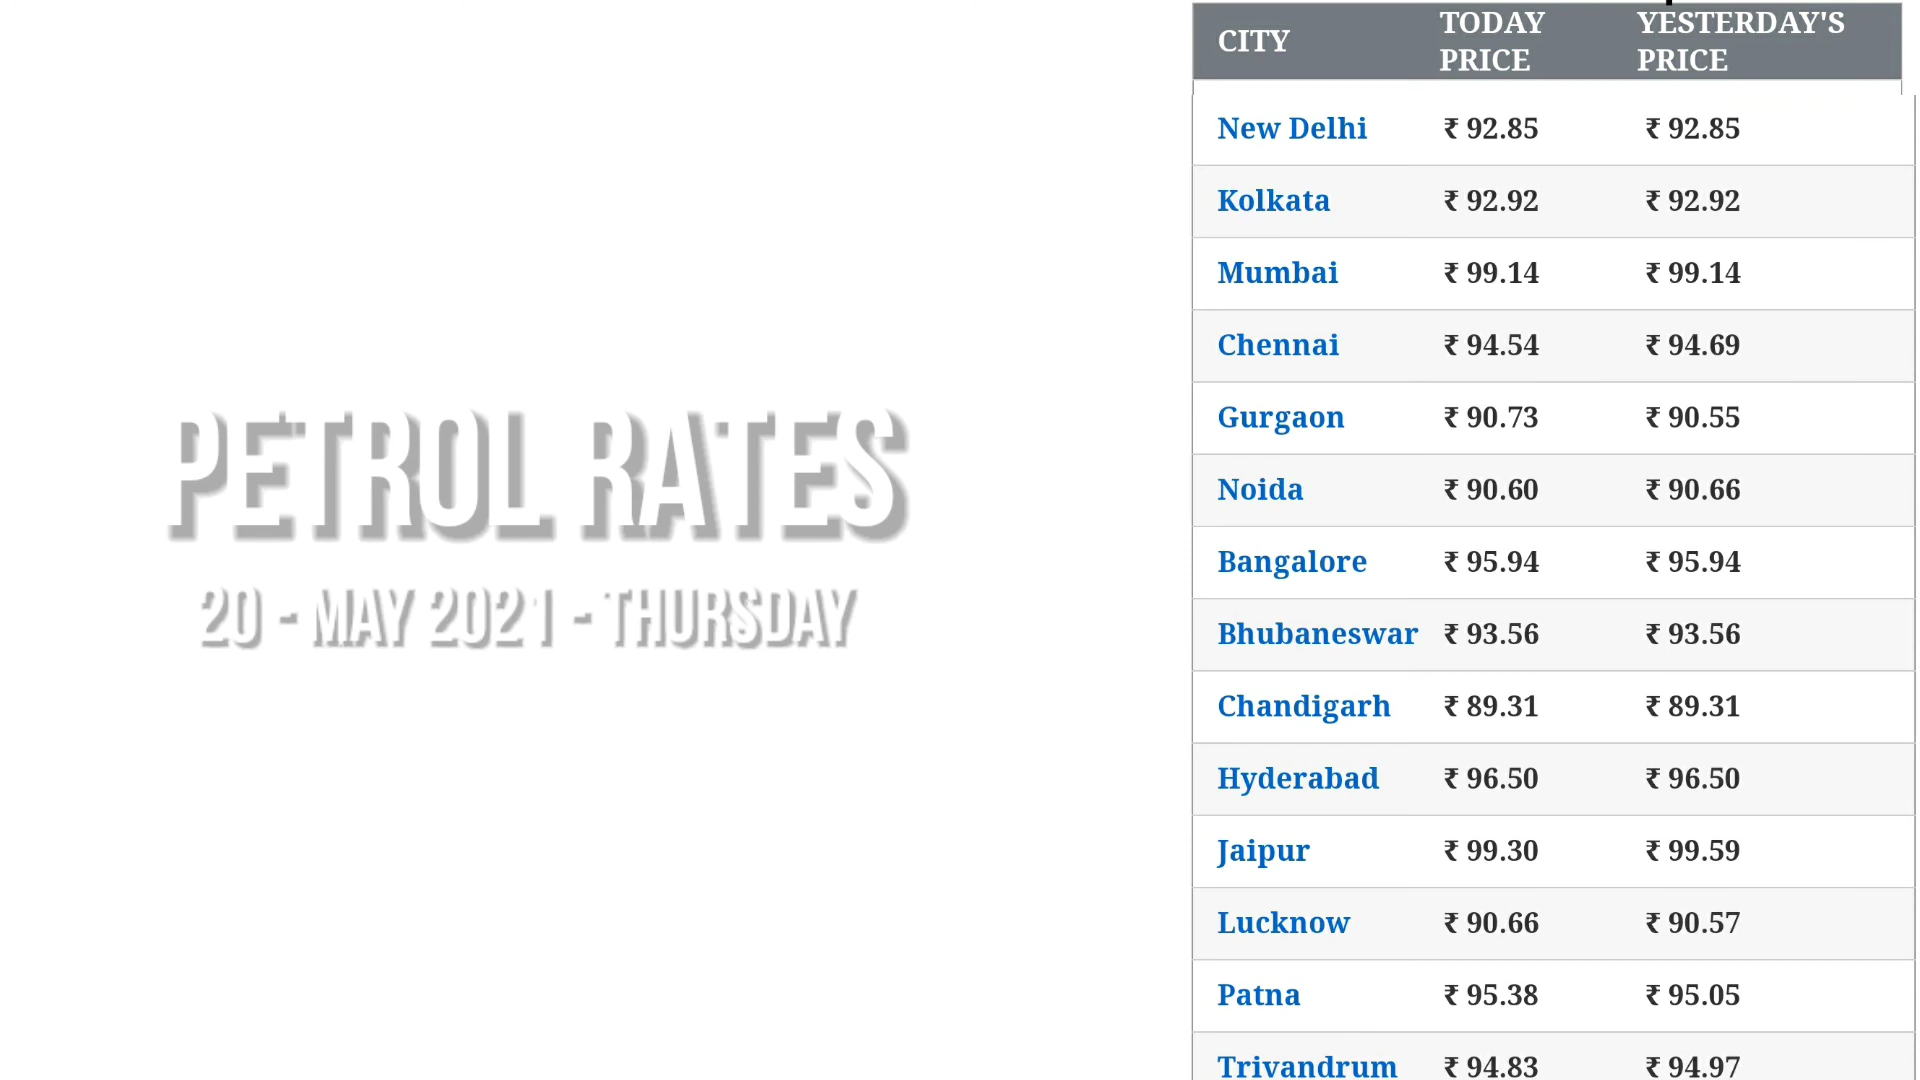 PETROL RATES
20 - MAY 2021 - THURSDAY
CITY TODAY PRICE YESTERDAY'S PRICE
New Delhi ₹ 92.85 ₹ 92.85
Kolkata ₹ 92.92 ₹ 92.92
Mumbai ₹ 99.14 ₹ 99.14
Chennai ₹ 94.54 ₹ 94.69
Gurgaon ₹ 90.73 ₹ 90.55
Noida ₹ 90.60 ₹ 90.66
Bangalore ₹ 95.94 ₹ 95.94
Bhubaneswar ₹ 93.56 ₹ 93.56
Chandigarh ₹ 89.31 ₹ 89.31
Hyderabad ₹ 96.50 ₹ 96.50
Jaipur ₹ 99.30 ₹ 99.59
Lucknow ₹ 90.66 ₹ 90.57
Patna ₹ 95.38 ₹ 95.05
Trivandrum ₹ 94.83 ₹ 94.97